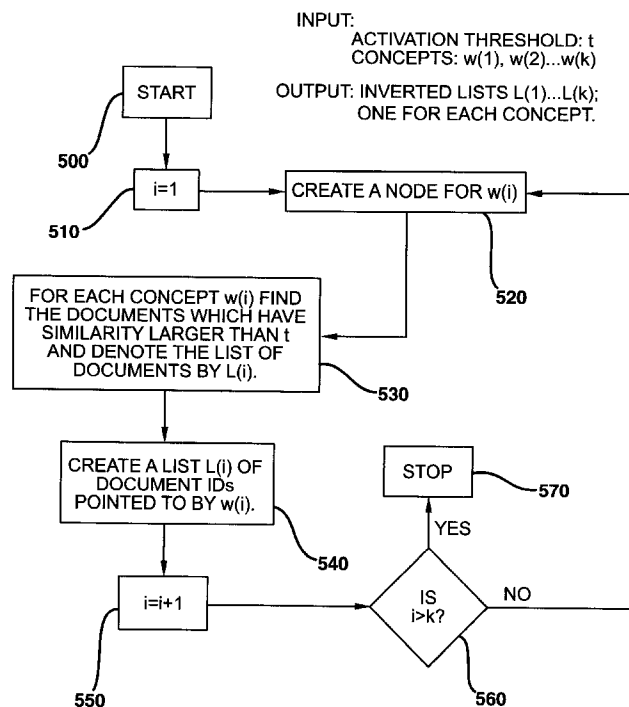 INPUT:
ACTIVATION THRESHOLD: t
CONCEPTS: w(1), w(2)...w(k)
OUTPUT: INVERTED LISTS L(1)...L(k);
ONE FOR EACH CONCEPT.
START
500
i=1
510
CREATE A NODE FOR w(i)
520
FOR EACH CONCEPT w(i) FIND
THE DOCUMENTS WHICH HAVE
SIMILARITY LARGER THAN t
AND DENOTE THE LIST OF
DOCUMENTS BY L(i).
530
CREATE A LIST L(i) OF
DOCUMENT IDs
POINTED TO BY w(i).
540
i=i+1
550
IS
i>k?
560
NO
YES
STOP
570